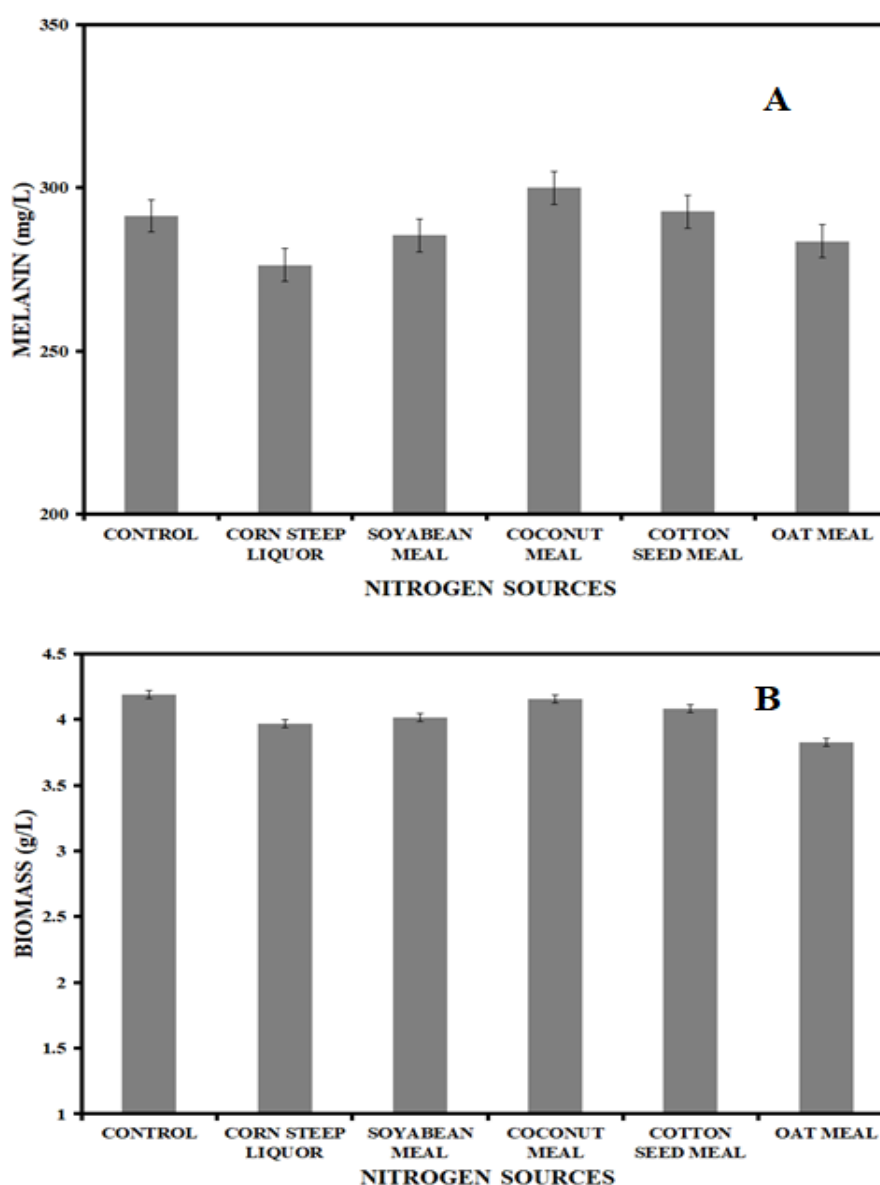 350
A
300
250
200
MELANIN (mg/L)
CONTROL
CORN STEEP
LIQUOR
SOYABEAN
MEAL
COCONUT
MEAL
COTTON
SEED MEAL
OAT MEAL
NITROGEN SOURCES
4.5
B
4
3.5
3
2.5
2
1.5
1
BIOMASS (g/L)
CONTROL
CORN STEEP
LIQUOR
SOYABEAN
MEAL
COCONUT
MEAL
COTTON
SEED MEAL
OAT MEAL
NITROGEN SOURCES